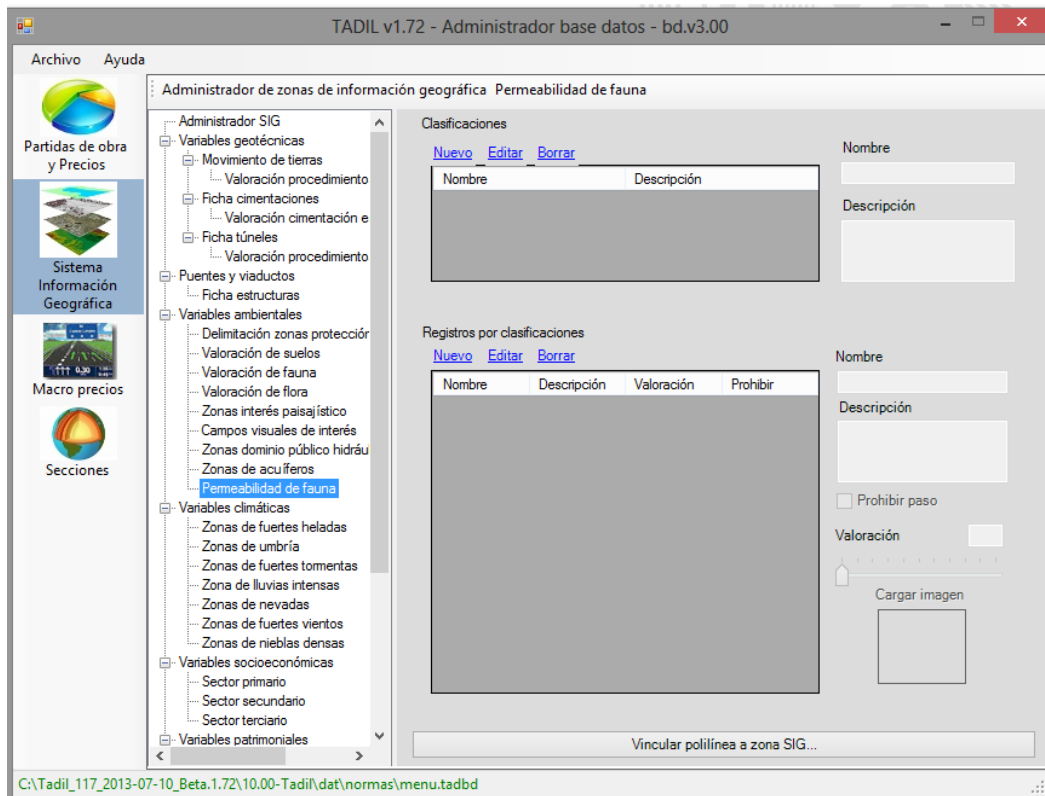 TADIL v1.72 - Administrador base datos - bd.v3.00
Archivo Ayuda
Administrador de zonas de información geográfica Permeabilidad de fauna
Partidas de obra
y Precios
Sistema
Información
Geográfica
Macro precios
Secciones
Administrador SIG
Variables geotécnicas
Movimiento de tierras
Valoración procedimiento
Ficha cimentaciones
Valoración cimentación e
Ficha túneles
Valoración procedimiento
Puentes y viaductos
Ficha estructuras
Variables ambientales
Delimitación zonas protección
Valoración de suelos
Valoración de fauna
Valoración de flora
Zonas interés paisajístico
Campos visuales de interés
Zonas dominio público hidráu
Zonas de acuíferos
Permeabilidad de fauna
Variables climáticas
Zonas de fuertes heladas
Zonas de umbría
Zonas de fuertes tormentas
Zona de lluvias intensas
Zonas de nevadas
Zonas de fuertes vientos
Zonas de nieblas densas
Variables socioeconómicas
Sector primario
Sector secundario
Sector terciario
Variables patrimoniales
Clasificaciones
Nuevo Editar Borrar
Nombre Descripción
Nombre
Descripción
Registros por clasificaciones
Nuevo Editar Borrar
Nombre Descripción Valoración Prohibir
Nombre
Descripción
Prohibir paso
Valoración
Cargar imagen
Vincular polilínea a zona SIG...
C:\Tadil_117_2013-07-10_Beta.1.72\10.00-Tadil\dat\normas\menu.tadbd